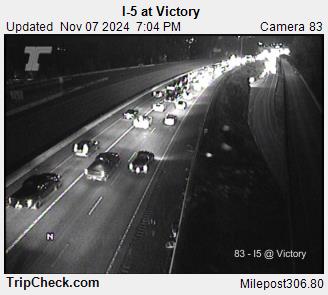 I-5 at Victory
Updated Nov 07 2024 7:04 PM Camera 83
T
N
83 - I5 @ Victory
TripCheck.com Milepost306.80